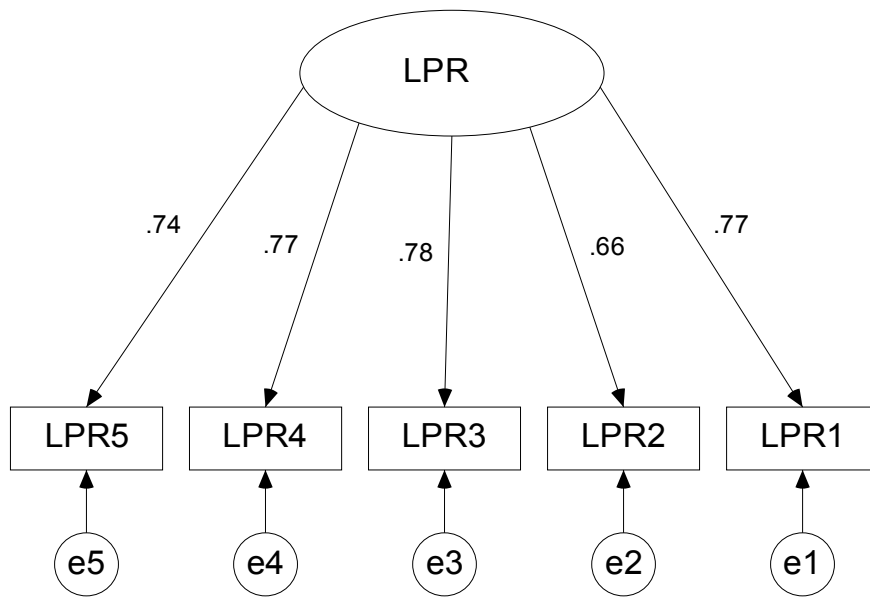 LPR
.74
.77
.78
.66
.77
LPR5
LPR4
LPR3
LPR2
LPR1
e5
e4
e3
e2
e1